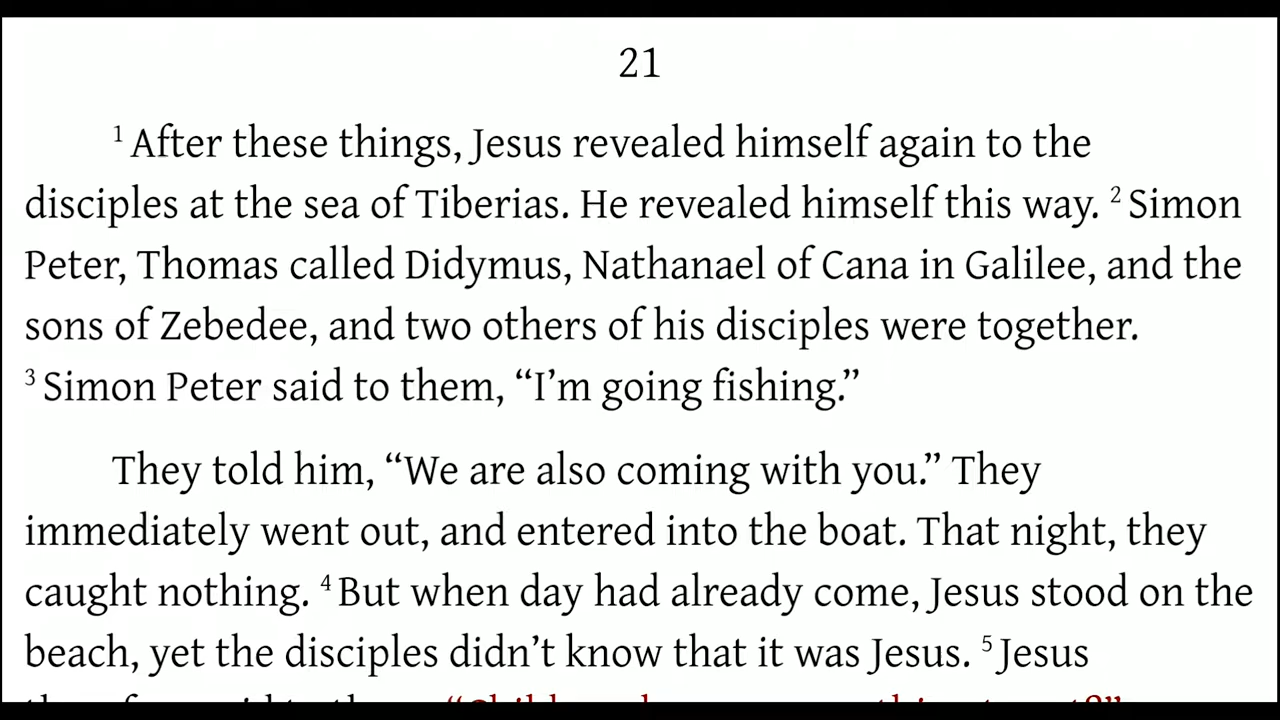 21
1 After these things, Jesus revealed himself again to the
disciples at the sea of Tiberias. He revealed himself this way. 2 Simon
Peter, Thomas called Didymus, Nathanael of Cana in Galilee, and the
sons of Zebedee, and two others of his disciples were together.
3 Simon Peter said to them, “I’m going fishing.”
They told him, “We are also coming with you.” They
immediately went out, and entered into the boat. That night, they
caught nothing. 4 But when day had already come, Jesus stood on the
beach, yet the disciples didn’t know that it was Jesus. 5 Jesus